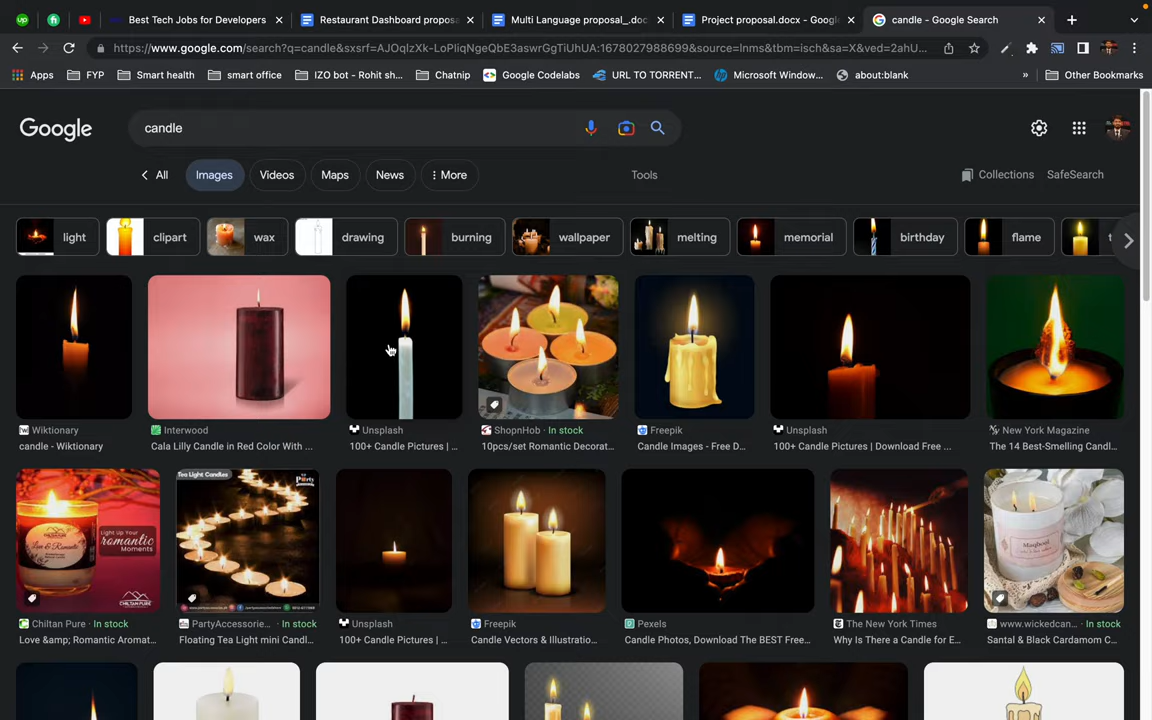 Best Tech Jobs for Developers
Restaurant Dashboard propos
Multi Language proposal_.doc
Project proposal.docx - Googl
candle - Google Search
https://www.google.com/search?q=candle&sxsrf=AJOqlzXk-LoPliqNgeQbE3aswrGgTiUhUA:1678027988699&source=lnms&tbm=isch&sa=X&ved=2ahU...
Apps
FYP
Smart health
smart office
IZO bot - Rohit sh...
Chatnip
Google Codelabs
URL TO TORRENT...
Microsoft Window...
about:blank
»
Other Bookmarks
Google
candle
All
Images
Videos
Maps
News
More
Tools
Collections
SafeSearch
light
clipart
wax
drawing
burning
wallpaper
melting
memorial
birthday
flame
Wiktionary
candle - Wiktionary
Interwood
Cala Lilly Candle in Red Color With ...
Unsplash
100+ Candle Pictures | ...
ShopnHob · In stock
10pcs/set Romantic Decorat...
Freepik
Candle Images - Free D...
Unsplash
100+ Candle Pictures | Download Free ...
New York Magazine
The 14 Best-Smelling Candl...
Light Up Your
romantic
Moments
CHILTAN PURE
Tea Light Candles
Maqbool
Chiltan Pure · In stock
Love &amp; Romantic Aromat...
PartyAccessorie... · In stock
Floating Tea Light mini Candl...
Unsplash
100+ Candle Pictures | ...
Freepik
Candle Vectors & Illustratio...
Pexels
Candle Photos, Download The BEST Free...
The New York Times
Why Is There a Candle for E...
www.wickedcan... · In stock
Santal & Black Cardamom C...